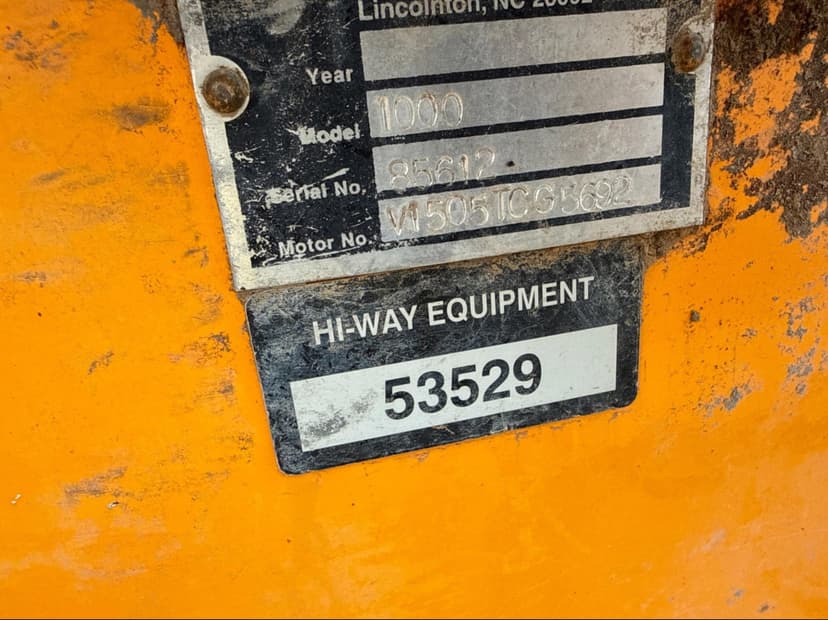 Lincolnton, NC
Year
Model 1000
Serial No. 85612
Motor No. V1505TCG5692
HI-WAY EQUIPMENT
53529